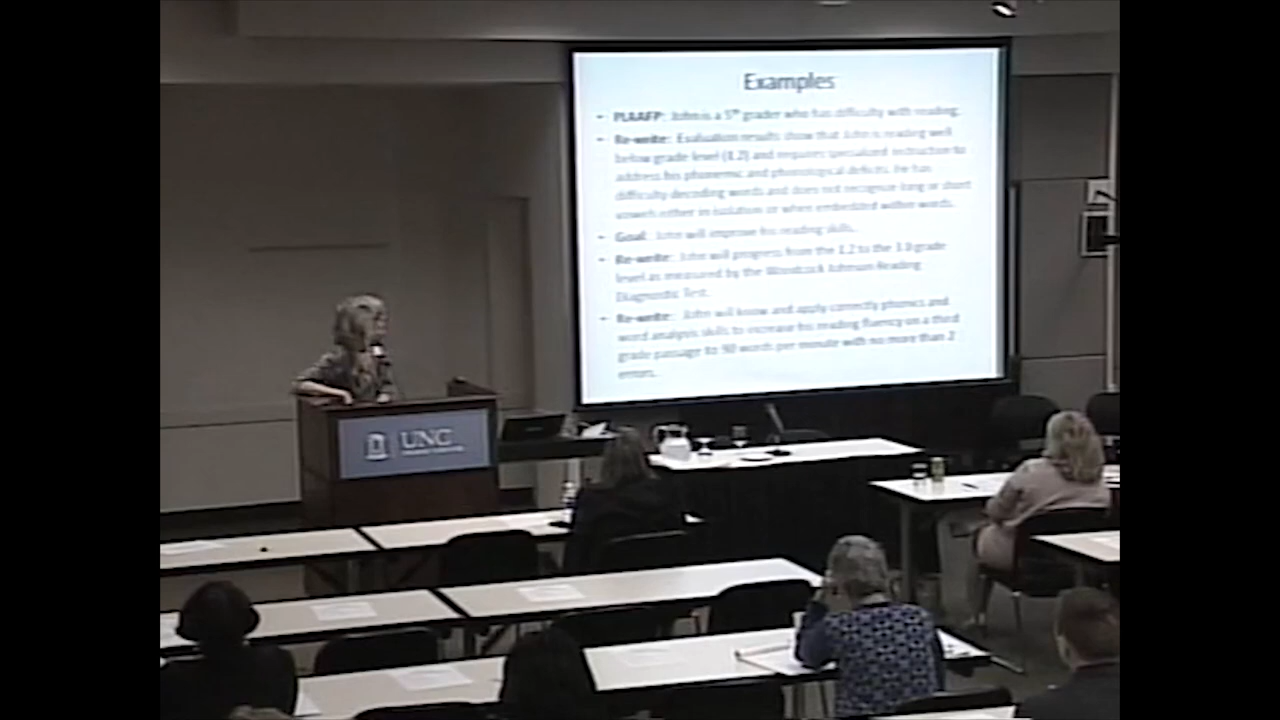 Examples
• PLAAFP: John is a 5th grader who has difficulty with reading.
• Re-write: Evaluation results show that John is reading well
below grade level (1.2) and requires specialized instruction to
address his phonemic and phonological deficits. He has
difficulty decoding words and does not recognize long or short
vowels either in isolation or when embedded within words.
• Goal: John will improve his reading skills.
• Re-write: John will progress from the 1.2 to the 3.0 grade
level as measured by the Woodcock Johnson Reading
Diagnostic Test.
• Re-write: John will know and apply correctly phonics and
word analysis skills to increase his reading fluency on a third
grade passage to 90 words per minute with no more than 2
errors.
UNC